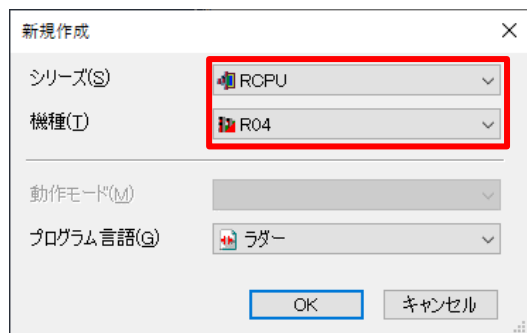 新規作成
シリーズ(S) RCPU
機種(T) R04
動作モード(M)
プログラム言語(G) ラダー
OK キャンセル